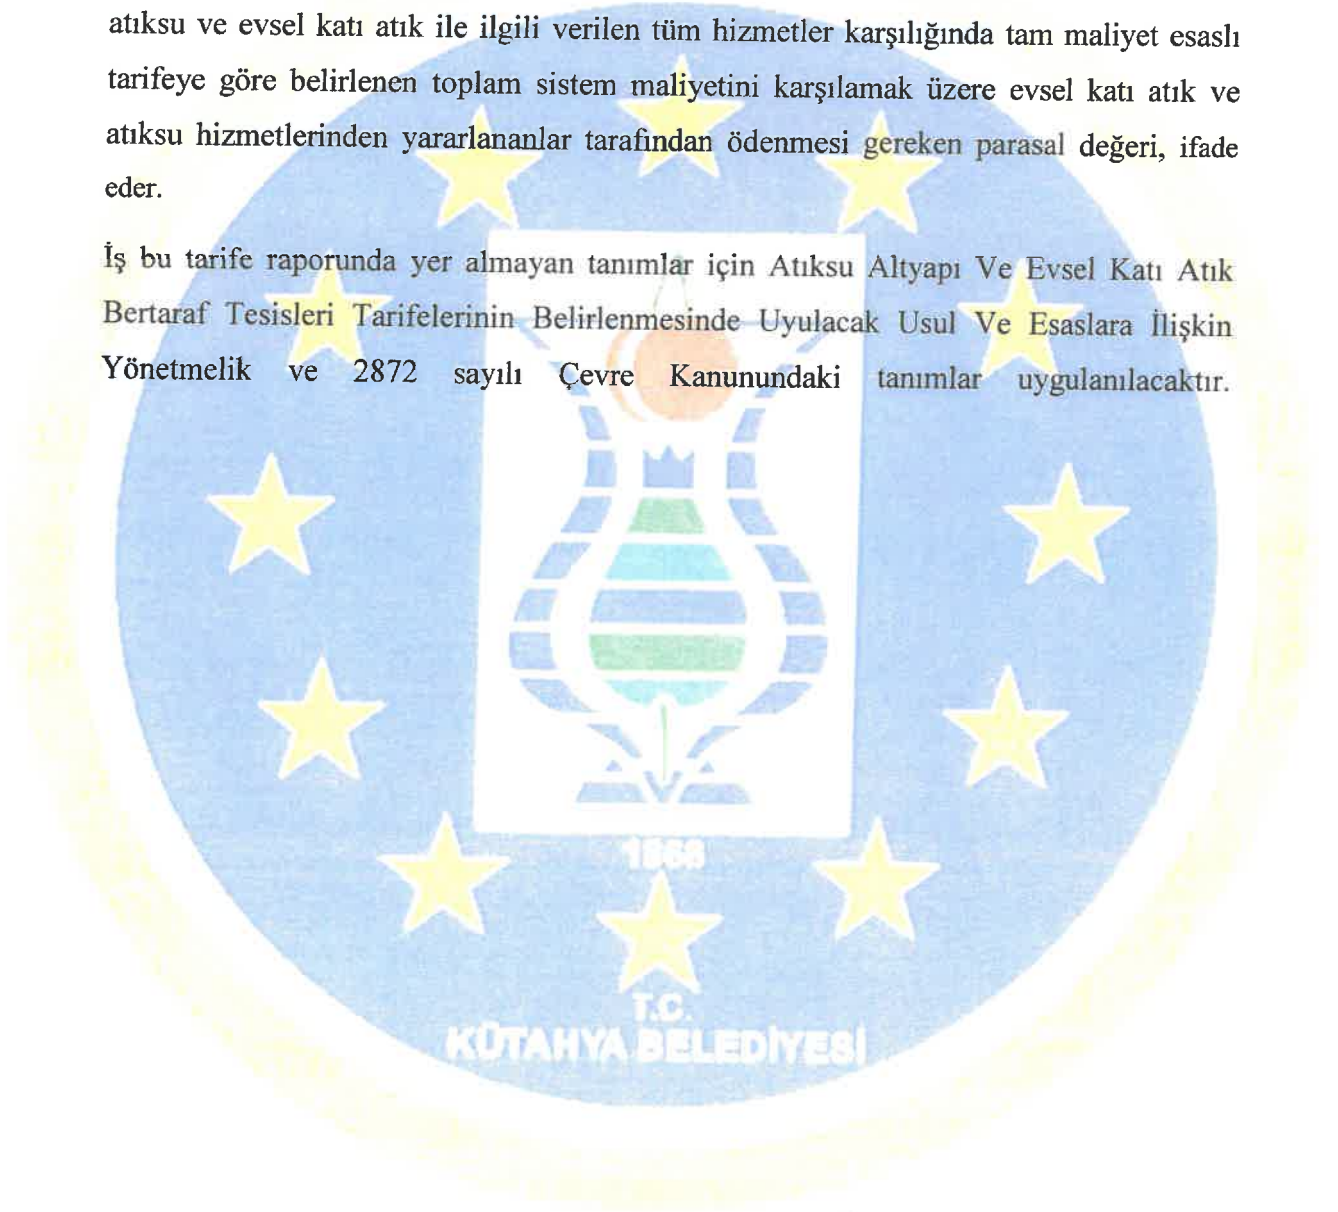 atıksu ve evsel katı atık ile ilgili verilen tüm hizmetler karşılığında tam maliyet esaslı
tarifeye göre belirlenen toplam sistem maliyetini karşılamak üzere evsel katı atık ve
atıksu hizmetlerinden yararlananlar tarafından ödenmesi gereken parasal değeri, ifade
eder.
İş bu tarife raporunda yer almayan tanımlar için Atıksu Altyapı Ve Evsel Katı Atık
Bertaraf Tesisleri Tarifelerinin Belirlenmesinde Uyulacak Usul Ve Esaslara İlişkin
Yönetmelik ve 2872 sayılı Çevre Kanunundaki tanımlar uygulanılacaktır.
1868
T.C.
KÜTAHYA BELEDİYESİ